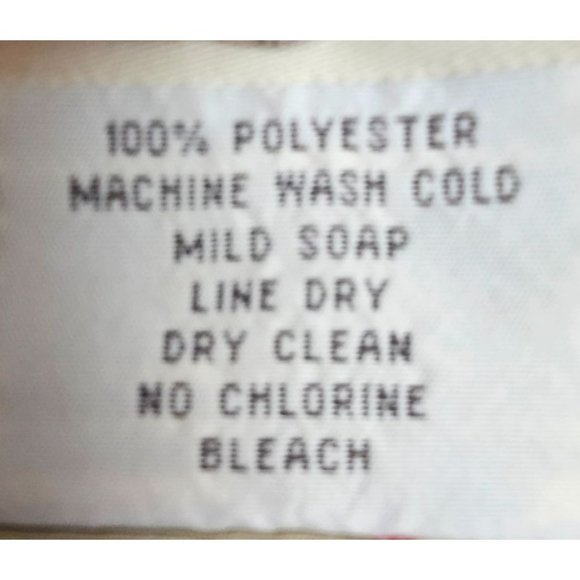 100% POLYESTER
MACHINE WASH COLD
MILD SOAP
LINE DRY
DRY CLEAN
NO CHLORINE
BLEACH